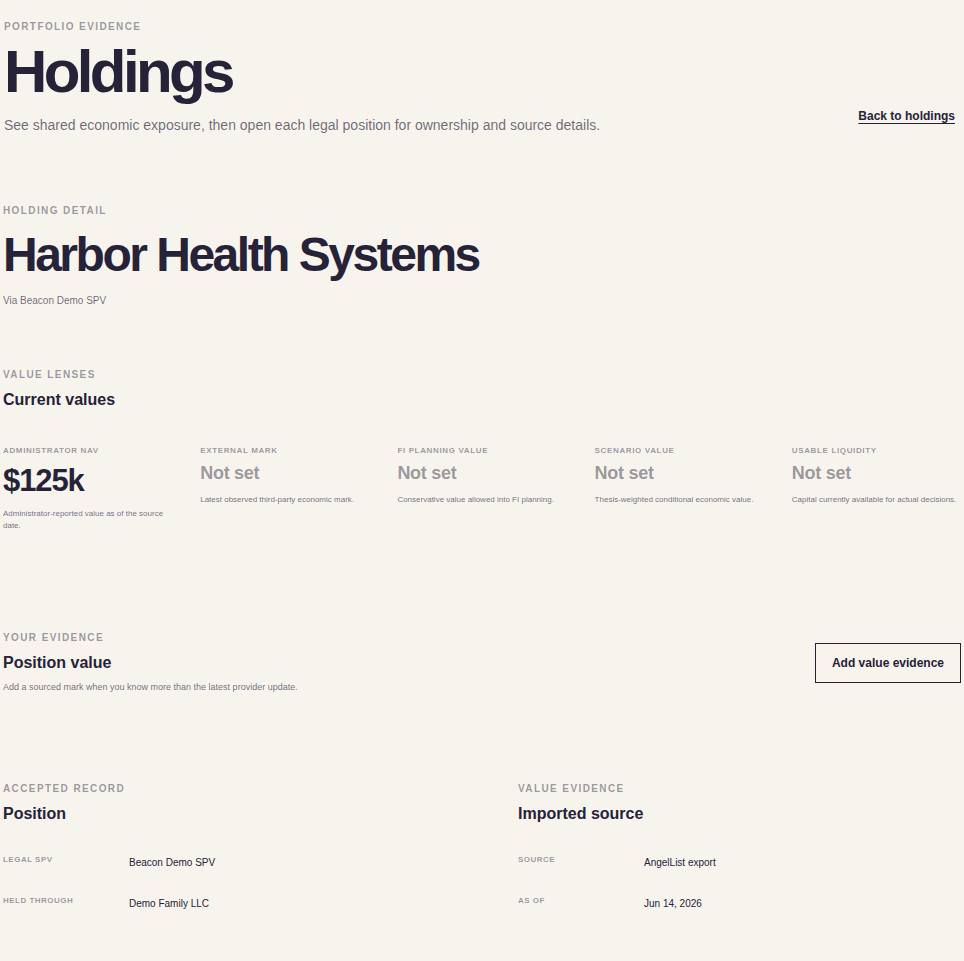 PORTFOLIO EVIDENCE
Holdings
See shared economic exposure, then open each legal position for ownership and source details.
Back to holdings
HOLDING DETAIL
Harbor Health Systems
Via Beacon Demo SPV
VALUE LENSES
Current values
ADMINISTRATOR NAV
$125k
Administrator-reported value as of the source
date.
EXTERNAL MARK
Not set
Latest observed third-party economic mark.
FI PLANNING VALUE
Not set
Conservative value allowed into FI planning.
SCENARIO VALUE
Not set
Thesis-weighted conditional economic value.
USABLE LIQUIDITY
Not set
Capital currently available for actual decisions.
YOUR EVIDENCE
Position value
Add a sourced mark when you know more than the latest provider update.
Add value evidence
ACCEPTED RECORD
Position
LEGAL SPV
Beacon Demo SPV
HELD THROUGH
Demo Family LLC
VALUE EVIDENCE
Imported source
SOURCE
AngelList export
AS OF
Jun 14, 2026